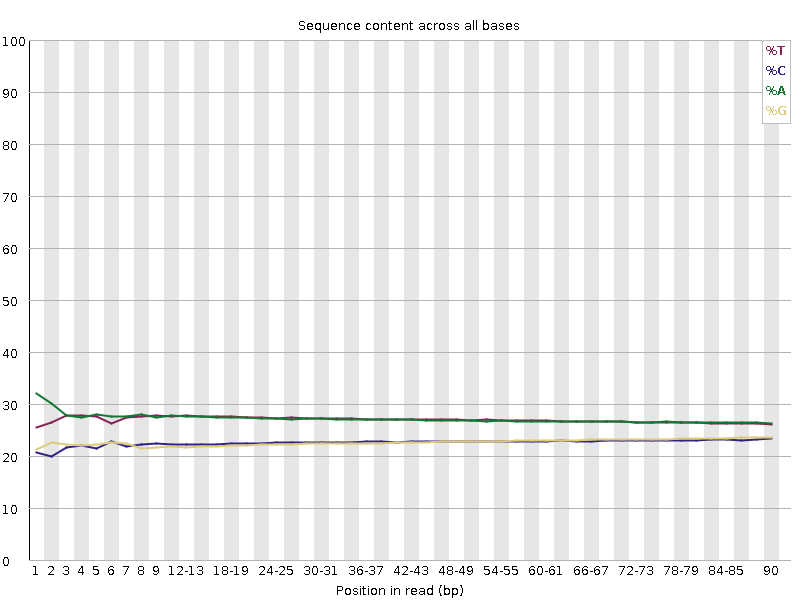 Sequence content across all bases
%T
%C
%A
%G
100
90
80
70
60
50
40
30
20
10
0
1 2 3 4 5 6 7 8 9 12-13 18-19 24-25 30-31 36-37 42-43 48-49 54-55 60-61 66-67 72-73 78-79 84-85 90
Position in read (bp)